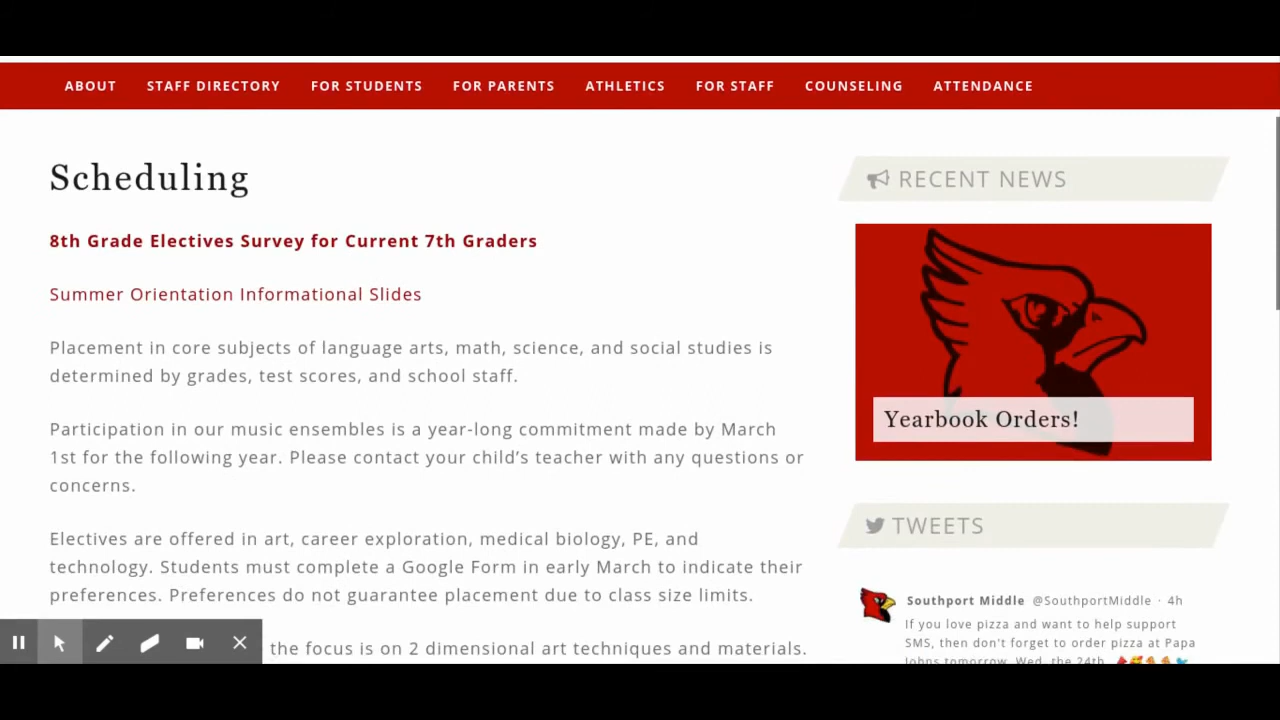 ABOUT STAFF DIRECTORY FOR STUDENTS FOR PARENTS ATHLETICS FOR STAFF COUNSELING ATTENDANCE
Scheduling
8th Grade Electives Survey for Current 7th Graders
Summer Orientation Informational Slides
Placement in core subjects of language arts, math, science, and social studies is
determined by grades, test scores, and school staff.
Participation in our music ensembles is a year-long commitment made by March
1st for the following year. Please contact your child’s teacher with any questions or
concerns.
Electives are offered in art, career exploration, medical biology, PE, and
technology. Students must complete a Google Form in early March to indicate their
preferences. Preferences do not guarantee placement due to class size limits.
the focus is on 2 dimensional art techniques and materials.
RECENT NEWS
Yearbook Orders!
TWEETS
Southport Middle @SouthportMiddle · 4h
If you love pizza and want to help support
SMS, then don't forget to order pizza at Papa
Johns tomorrow, Wed, the 24th.